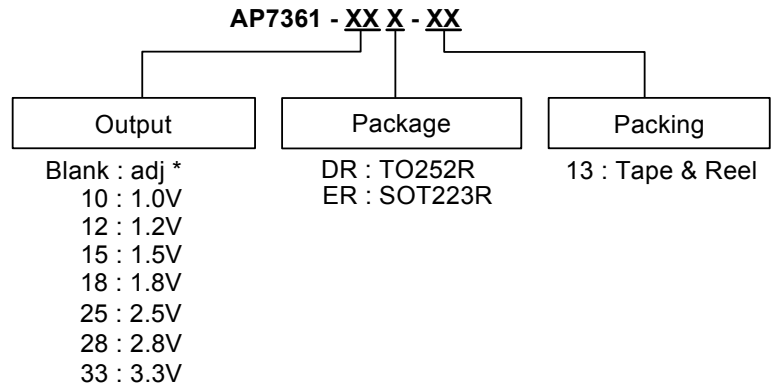 AP7361 - XX X - XX
Output
Package
Packing
Blank : adj *
10 : 1.0V
12 : 1.2V
15 : 1.5V
18 : 1.8V
25 : 2.5V
28 : 2.8V
33 : 3.3V
DR : TO252R
ER : SOT223R
13 : Tape & Reel